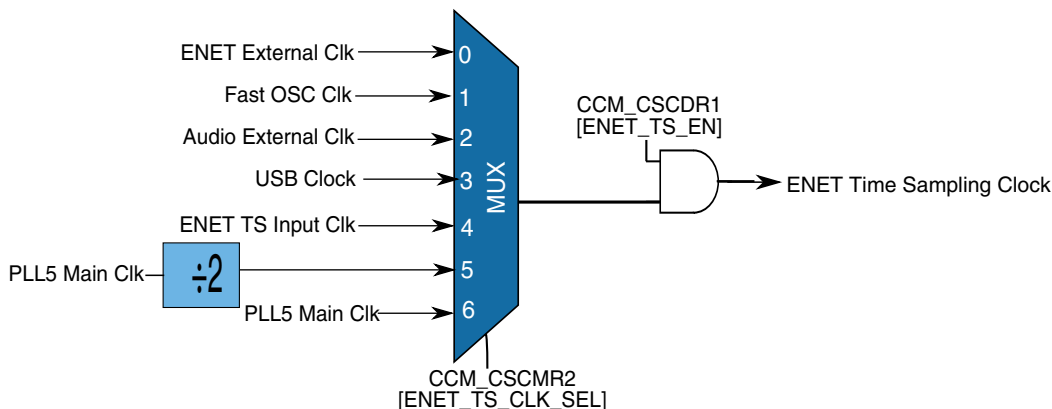 ENET External Clk
0
Fast OSC Clk
1
CCM_CSCDR1
[ENET_TS_EN]
Audio External Clk
2
MUX
USB Clock
3
ENET Time Sampling Clock
ENET TS Input Clk
4
PLL5 Main Clk
÷2
5
PLL5 Main Clk
6
CCM_CSCMR2
[ENET_TS_CLK_SEL]